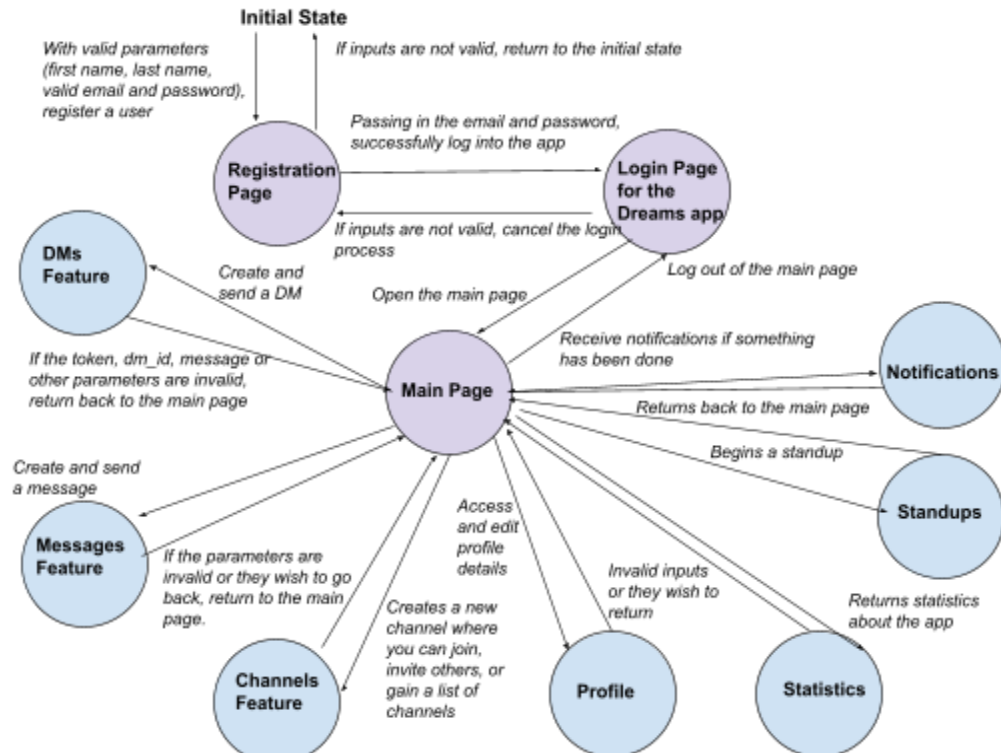 Initial State
With valid parameters
(first name, last name,
valid email and password),
register a user
If inputs are not valid, return to the initial state
Registration
Page
Passing in the email and password,
successfully log into the app
Login Page
for the
Dreams app
If inputs are not valid, cancel the login
process
DMs
Feature
Create and
send a DM
Open the main page
Log out of the main page
If the token, dm_id, message or
other parameters are invalid,
return back to the main page
Main Page
Receive notifications if something
has been done
Notifications
Returns back to the main page
Begins a standup
Standups
Create and send
a message
Messages
Feature
If the parameters are
invalid or they wish to go
back, return to the main
page.
Access
and edit
profile
details
Channels
Feature
Creates a new
channel where
you can join,
invite others, or
gain a list of
channels
Invalid inputs
or they wish to
return
Profile
Returns statistics
about the app
Statistics